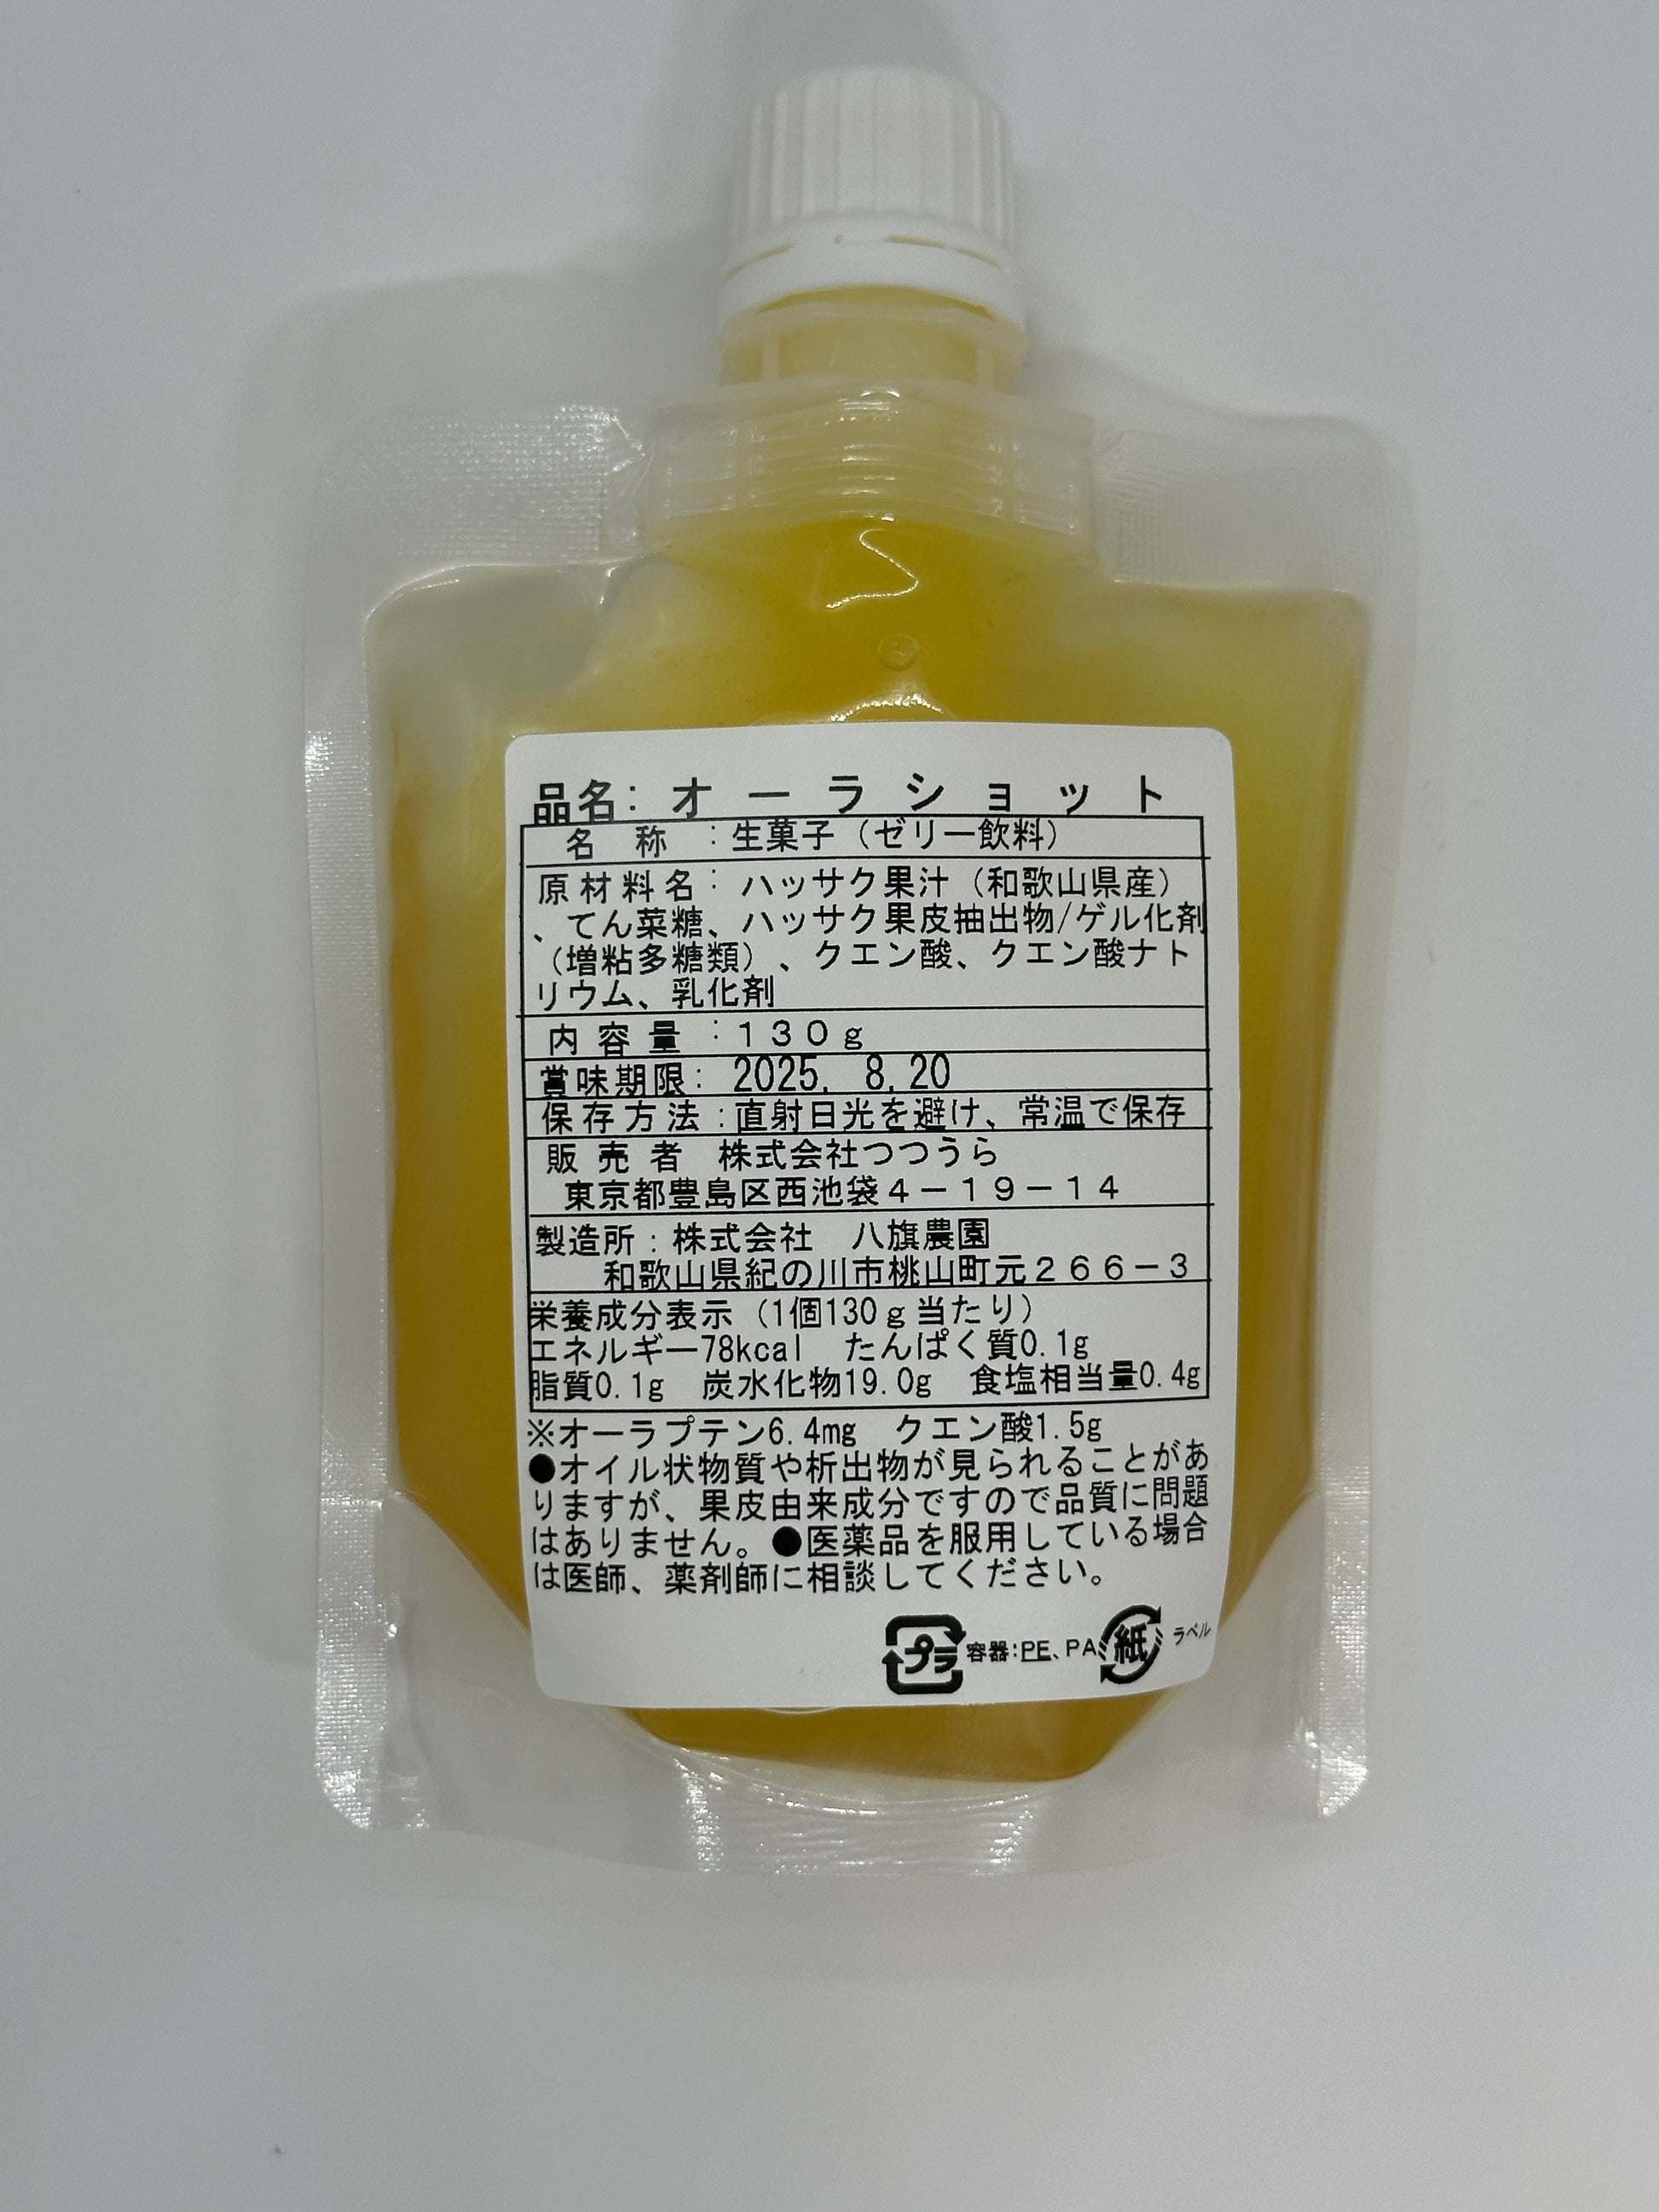 品名: オーラショット
名　称　:生菓子（ゼリー飲料）
原材料名: ハッサク果汁（和歌山県産）
、てん菜糖、ハッサク果皮抽出物/ゲル化剤
（増粘多糖類）、クエン酸、クエン酸ナト
リウム、乳化剤
内容量 :１３０ｇ
賞味期限: 2025. 8.20
保存方法:直射日光を避け、常温で保存
販売者　株式会社つつうら
東京都豊島区西池袋４－１９－１４
製造所:株式会社　八旗農園
和歌山県紀の川市桃山町元２６６－３
栄養成分表示（1個130ｇ当たり）
エネルギー78kcal　たんぱく質0.1g
脂質0.1g　炭水化物19.0g　食塩相当量0.4g
※オーラプテン6.4mg　クエン酸1.5g
●オイル状物質や析出物が見られることがあ
りますが、果皮由来成分ですので品質に問題
はありません。●医薬品を服用している場合
は医師、薬剤師に相談してください。
プラ 容器:PE、PA 紙 ラベル